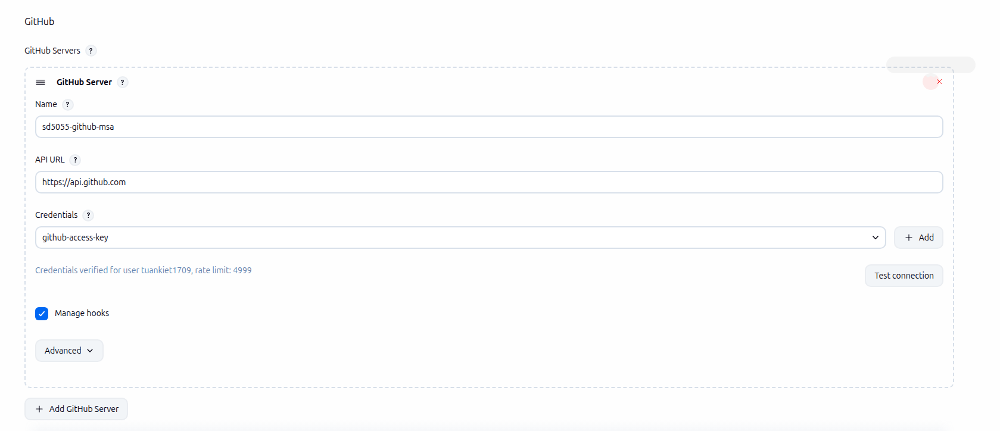 GitHub
GitHub Servers ?
GitHub Server ?
Name ?
sd5055-github-msa
API URL ?
https://api.github.com
Credentials ?
github-access-key
+ Add
Credentials verified for user tuankiet1709, rate limit: 4999
Test connection
Manage hooks
Advanced
+ Add GitHub Server